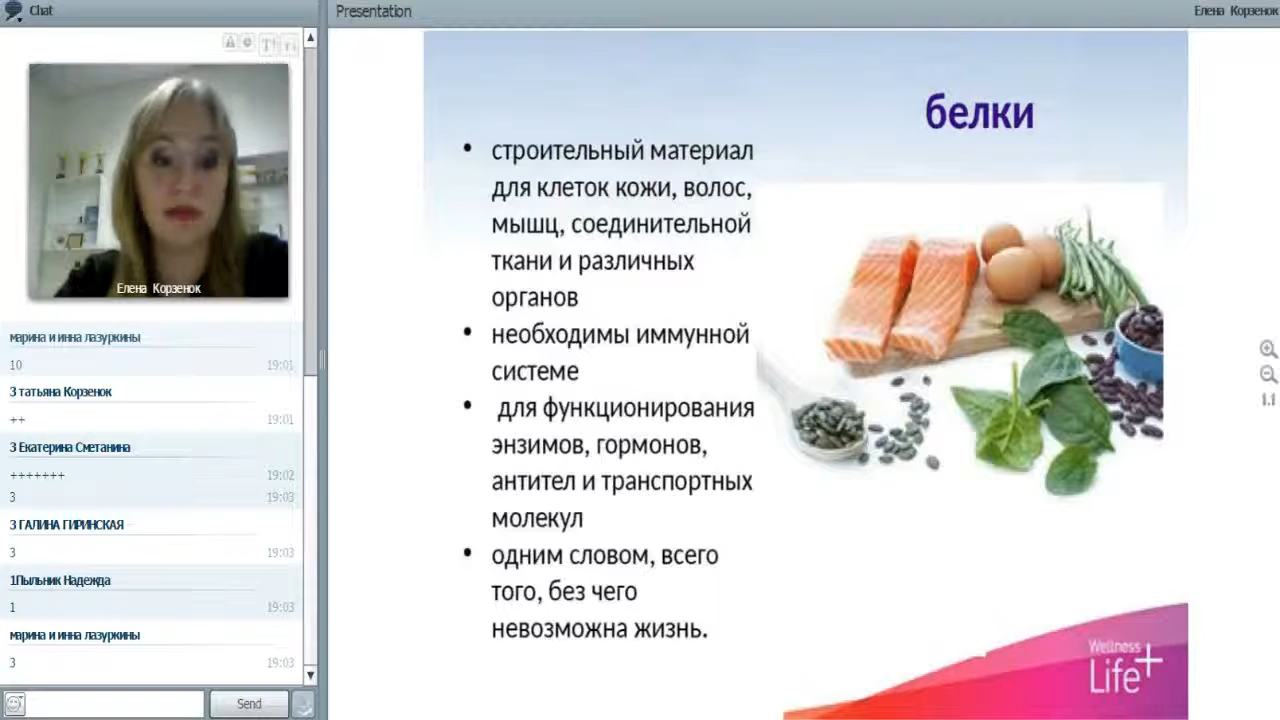 Chat
Елена Корзенок
марина и инна лазуркины
10 19:01
3 татьяна Корзенок
++ 19:01
3 Екатерина Сметанина
+++++++ 19:02
3 19:03
3 ГАЛИНА ГИРИНСКАЯ
3 19:03
1Пыльник Надежда
1 19:03
марина и инна лазуркины
3 19:03
Send
Presentation
Елена Корзенок
белки
• строительный материал
для клеток кожи, волос,
мышц, соединительной
ткани и различных
органов
• необходимы иммунной
системе
• для функционирования
энзимов, гормонов,
антител и транспортных
молекул
• одним словом, всего
того, без чего
невозможна жизнь.
Wellness
Life+
1:1